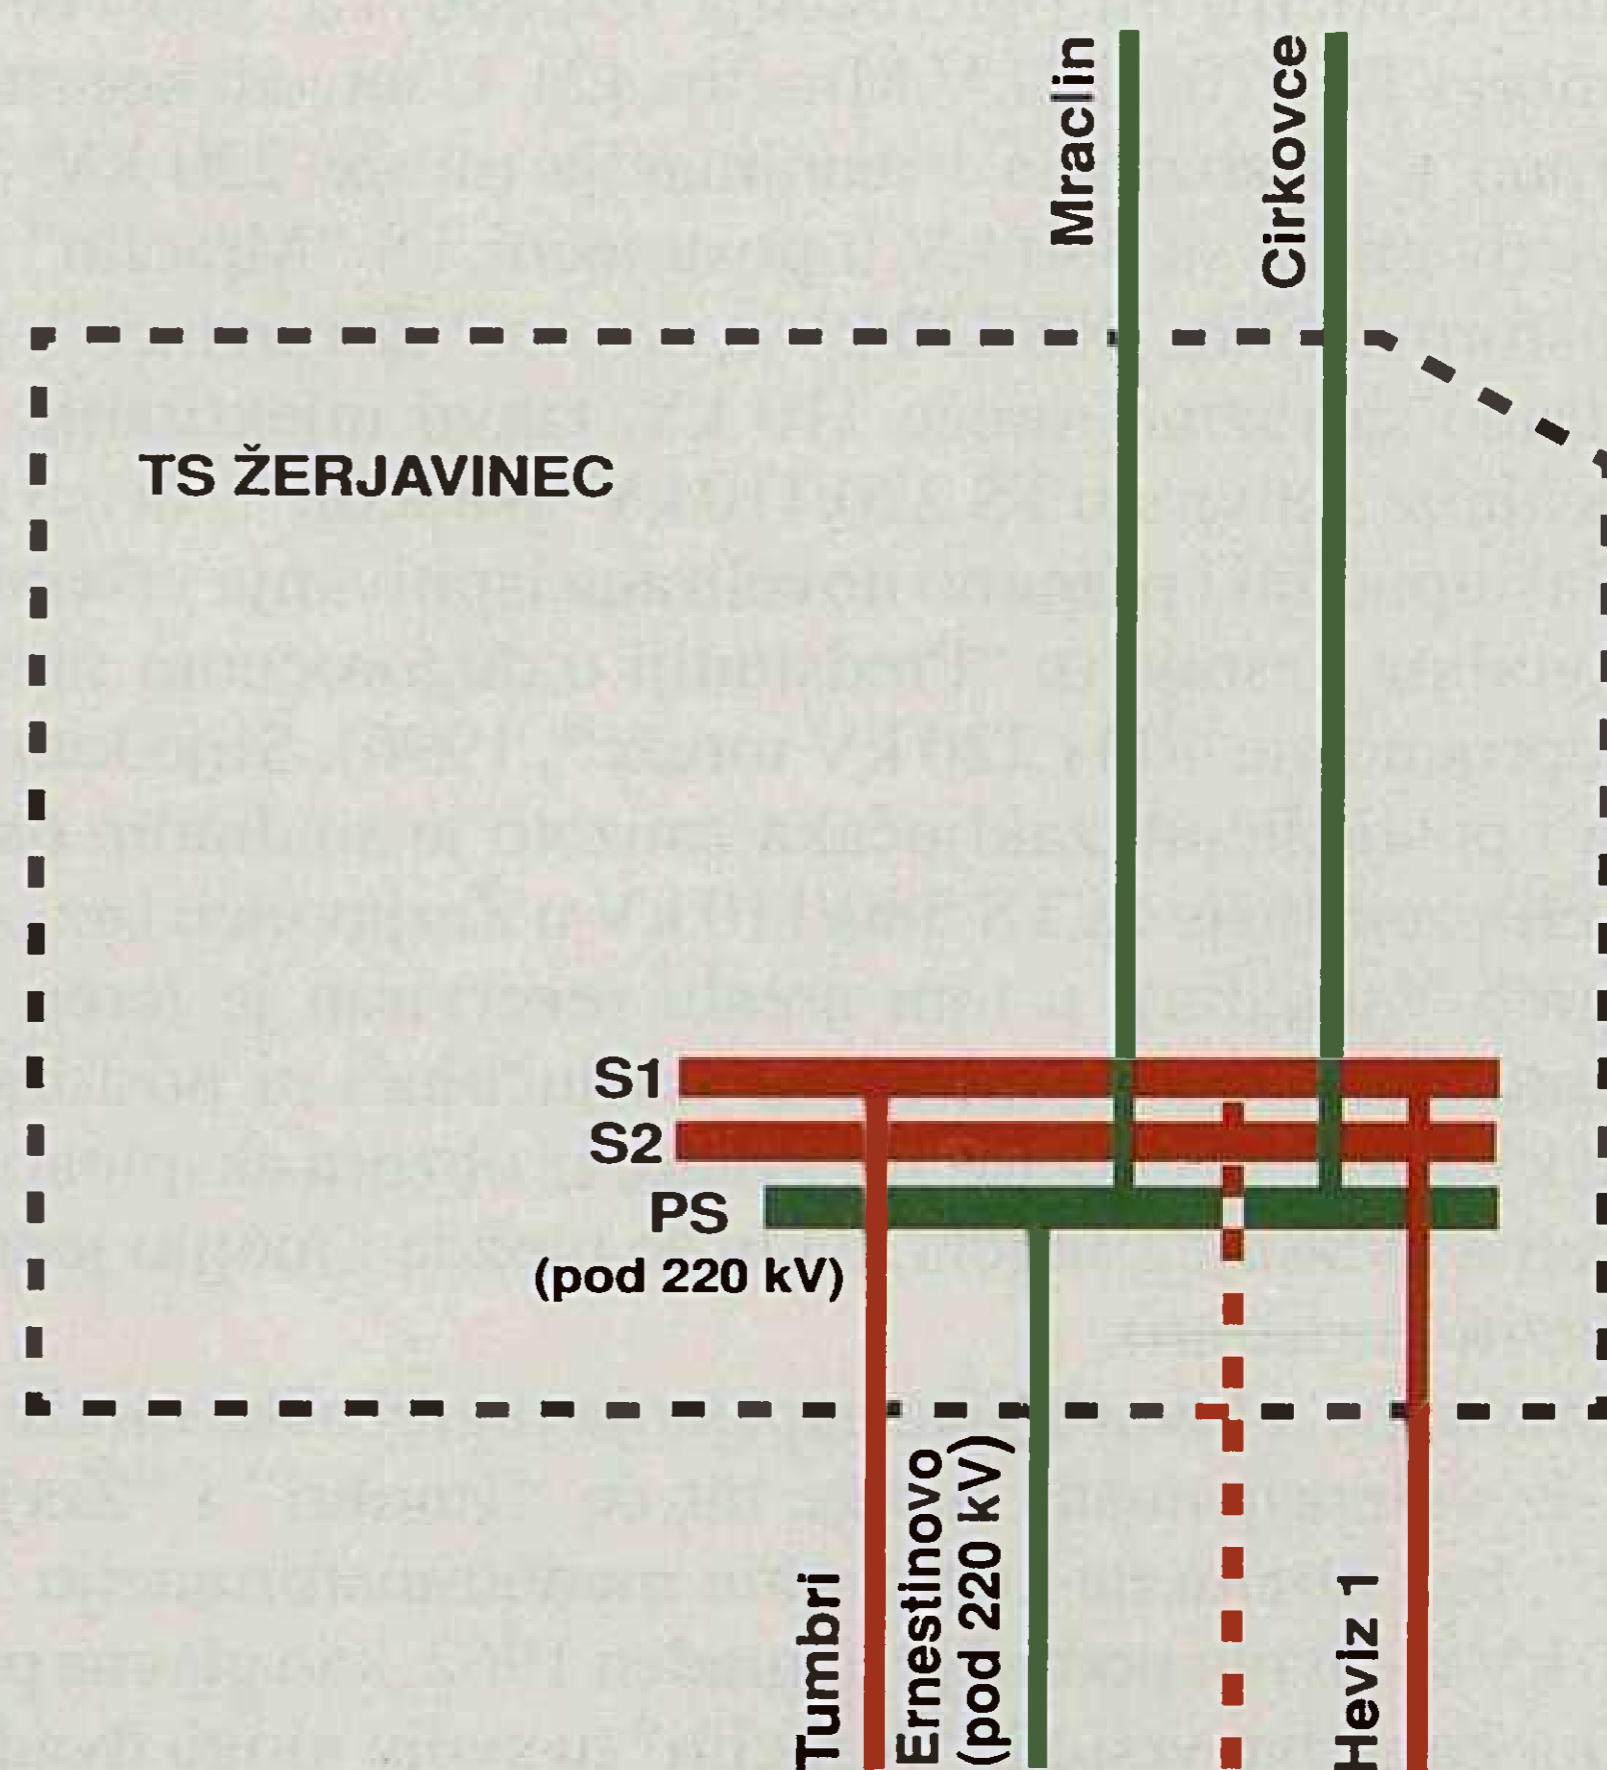 Mraclin
Cirkovce
TS ŽERJAVINEC
S1
S2
PS
(pod 220 kV)
Tumbri
Ernestinovo
(pod 220 kV)
Heviz 1